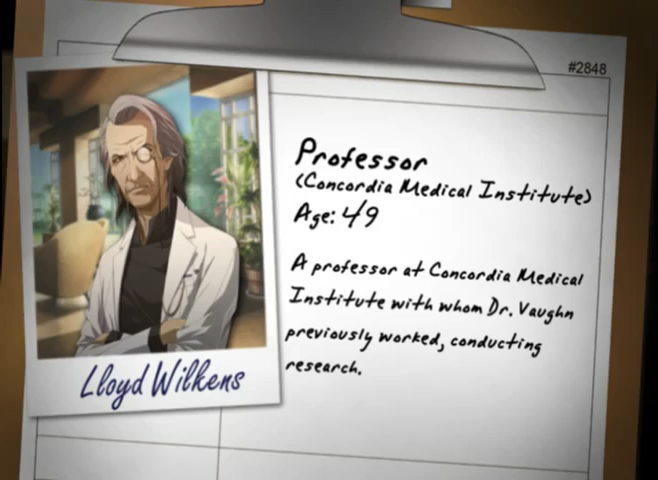 #2848
Professor
(Concordia Medical Institute)
Age: 49
A professor at Concordia Medical
Institute with whom Dr. Vaughn
previously worked, conducting
research.
Lloyd Wilkens